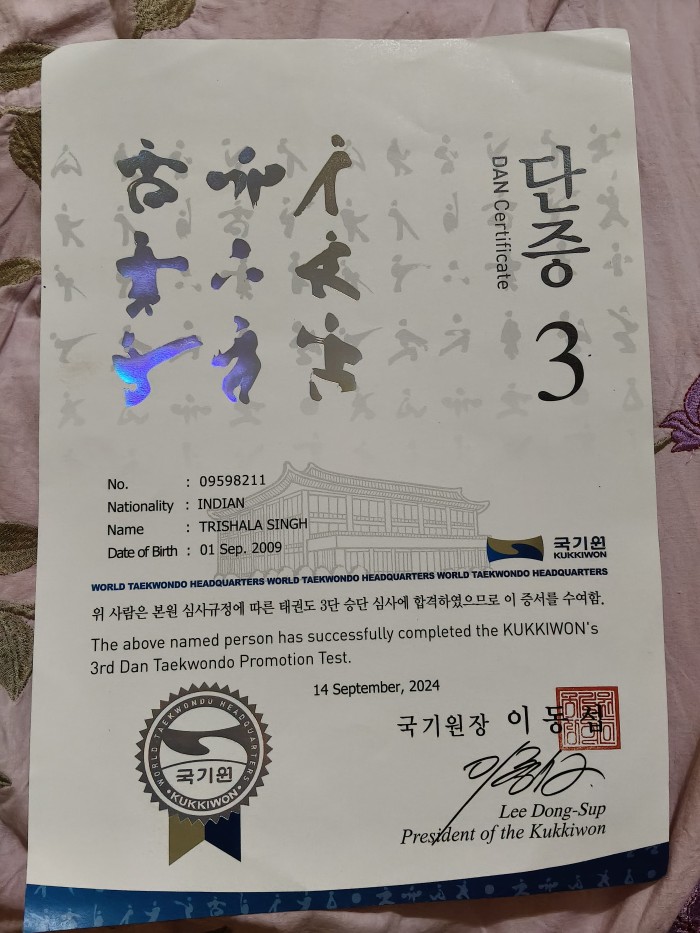 단증 3
DAN Certificate
No. : 09598211
Nationality : INDIAN
Name : TRISHALA SINGH
Date of Birth : 01 Sep. 2009
국기원
KUKKIWON
WORLD TAEKWONDO HEADQUARTERS WORLD TAEKWONDO HEADQUARTERS WORLD TAEKWONDO HEADQUARTERS
위 사람은 본원 심사규정에 따른 태권도 3단 승단 심사에 합격하였으므로 이 증서를 수여함.
The above named person has successfully completed the KUKKIWON's
3rd Dan Taekwondo Promotion Test.
14 September, 2024
국기원장 이동섭
WORLD TAEKWONDO HEADQUARTERS
국기원
• KUKKIWON •
Lee Dong-Sup
President of the Kukkiwon